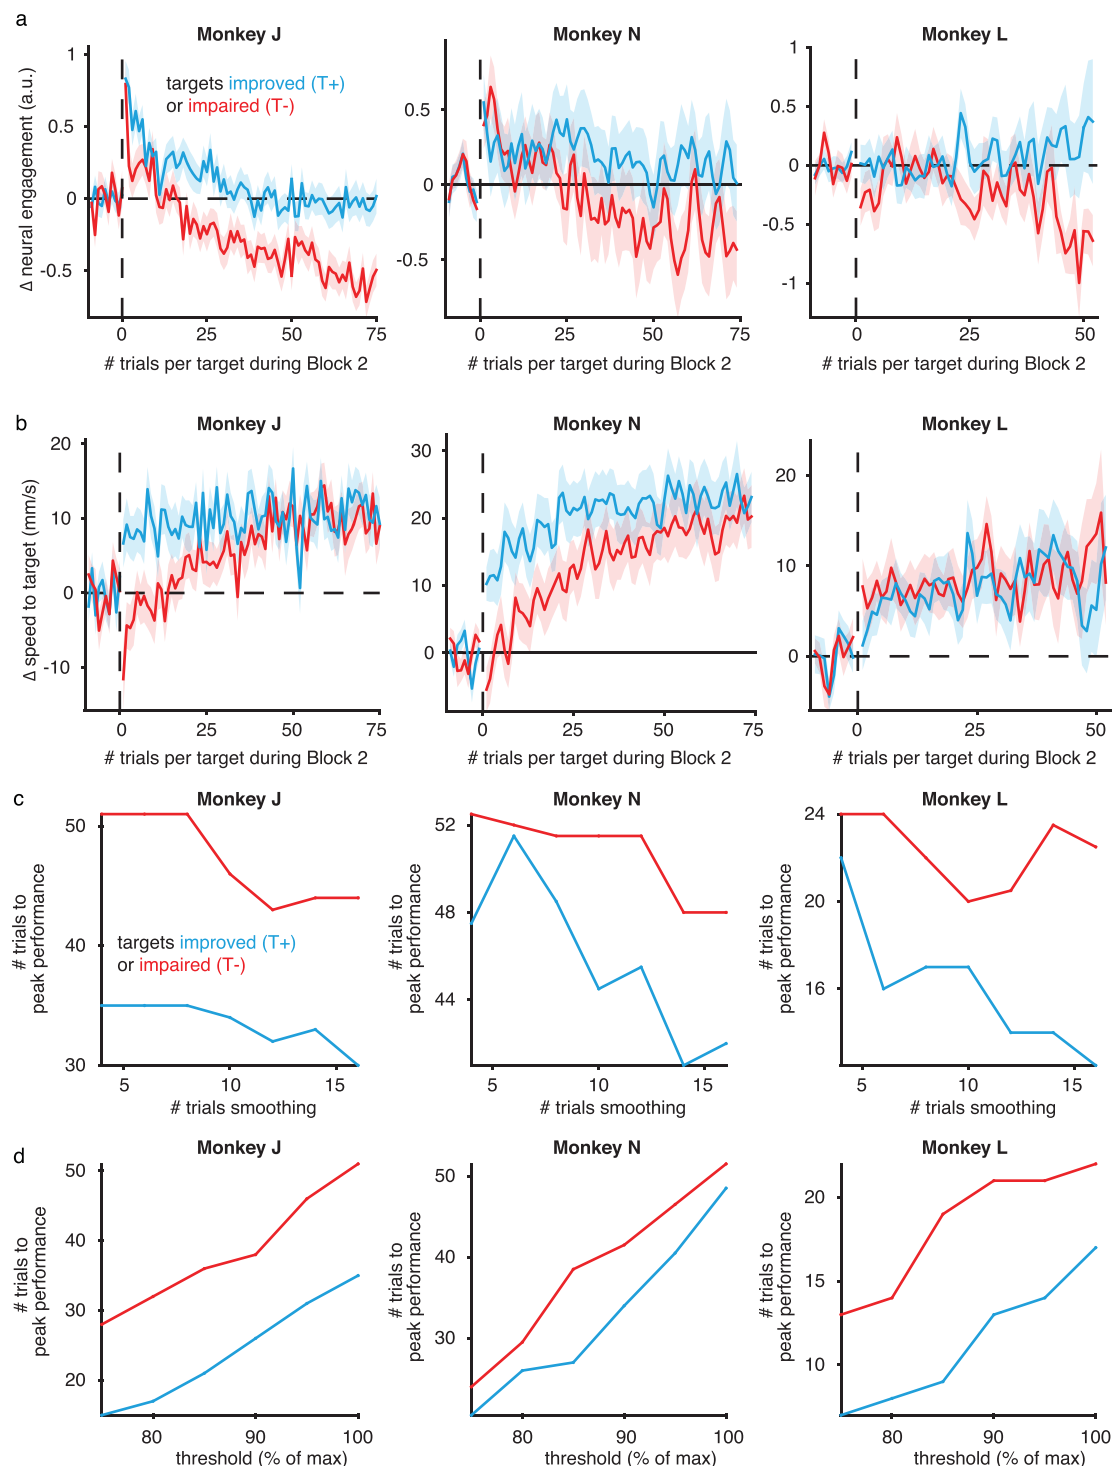 a
Monkey J
Monkey N
Monkey L
Δ neural engagement (a.u.)
1
0.5
0
-0.5
targets improved (T+)
or impaired (T-)
0
25
50
75
# trials per target during Block 2
0.5
0
-0.5
0
25
50
75
# trials per target during Block 2
1
0
-1
0
25
50
# trials per target during Block 2
b
Monkey J
Monkey N
Monkey L
Δ speed to target (mm/s)
20
10
0
-10
0
25
50
75
# trials per target during Block 2
30
20
10
0
0
25
50
75
# trials per target during Block 2
20
10
0
0
25
50
# trials per target during Block 2
c
Monkey J
Monkey N
Monkey L
# trials to
peak performance
50
40
30
targets improved (T+)
or impaired (T-)
5
10
15
# trials smoothing
# trials to
peak performance
52
48
44
5
10
15
# trials smoothing
# trials to
peak performance
24
20
16
5
10
15
# trials smoothing
d
Monkey J
Monkey N
Monkey L
# trials to
peak performance
50
40
30
20
80
90
100
threshold (% of max)
# trials to
peak performance
50
40
30
80
90
100
threshold (% of max)
# trials to
peak performance
20
15
10
80
90
100
threshold (% of max)